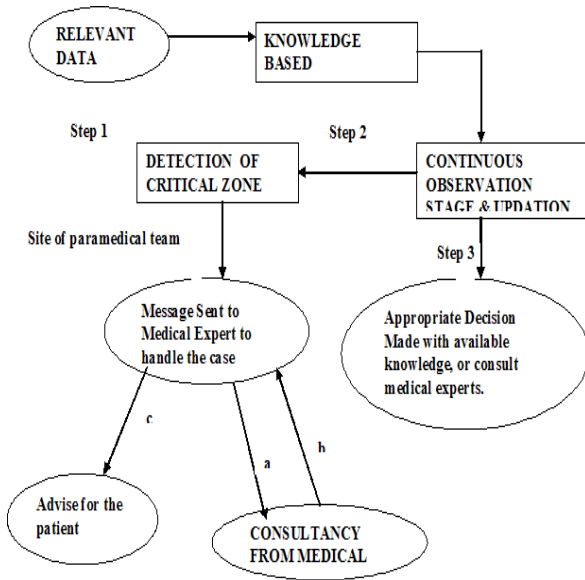 RELEVANT
DATA
KNOWLEDGE
BASED
Step 1
Step 2
DETECTION OF
CRITICAL ZONE
CONTINUOUS
OBSERVATION
STAGE & UPDATION
Site of paramedical team
Step 3
Message Sent to
Medical Expert to
handle the case
Appropriate Decision
Made with available
knowledge, or consult
medical experts.
c
a
b
Advise for the
patient
CONSULTANCY
FROM MEDICAL